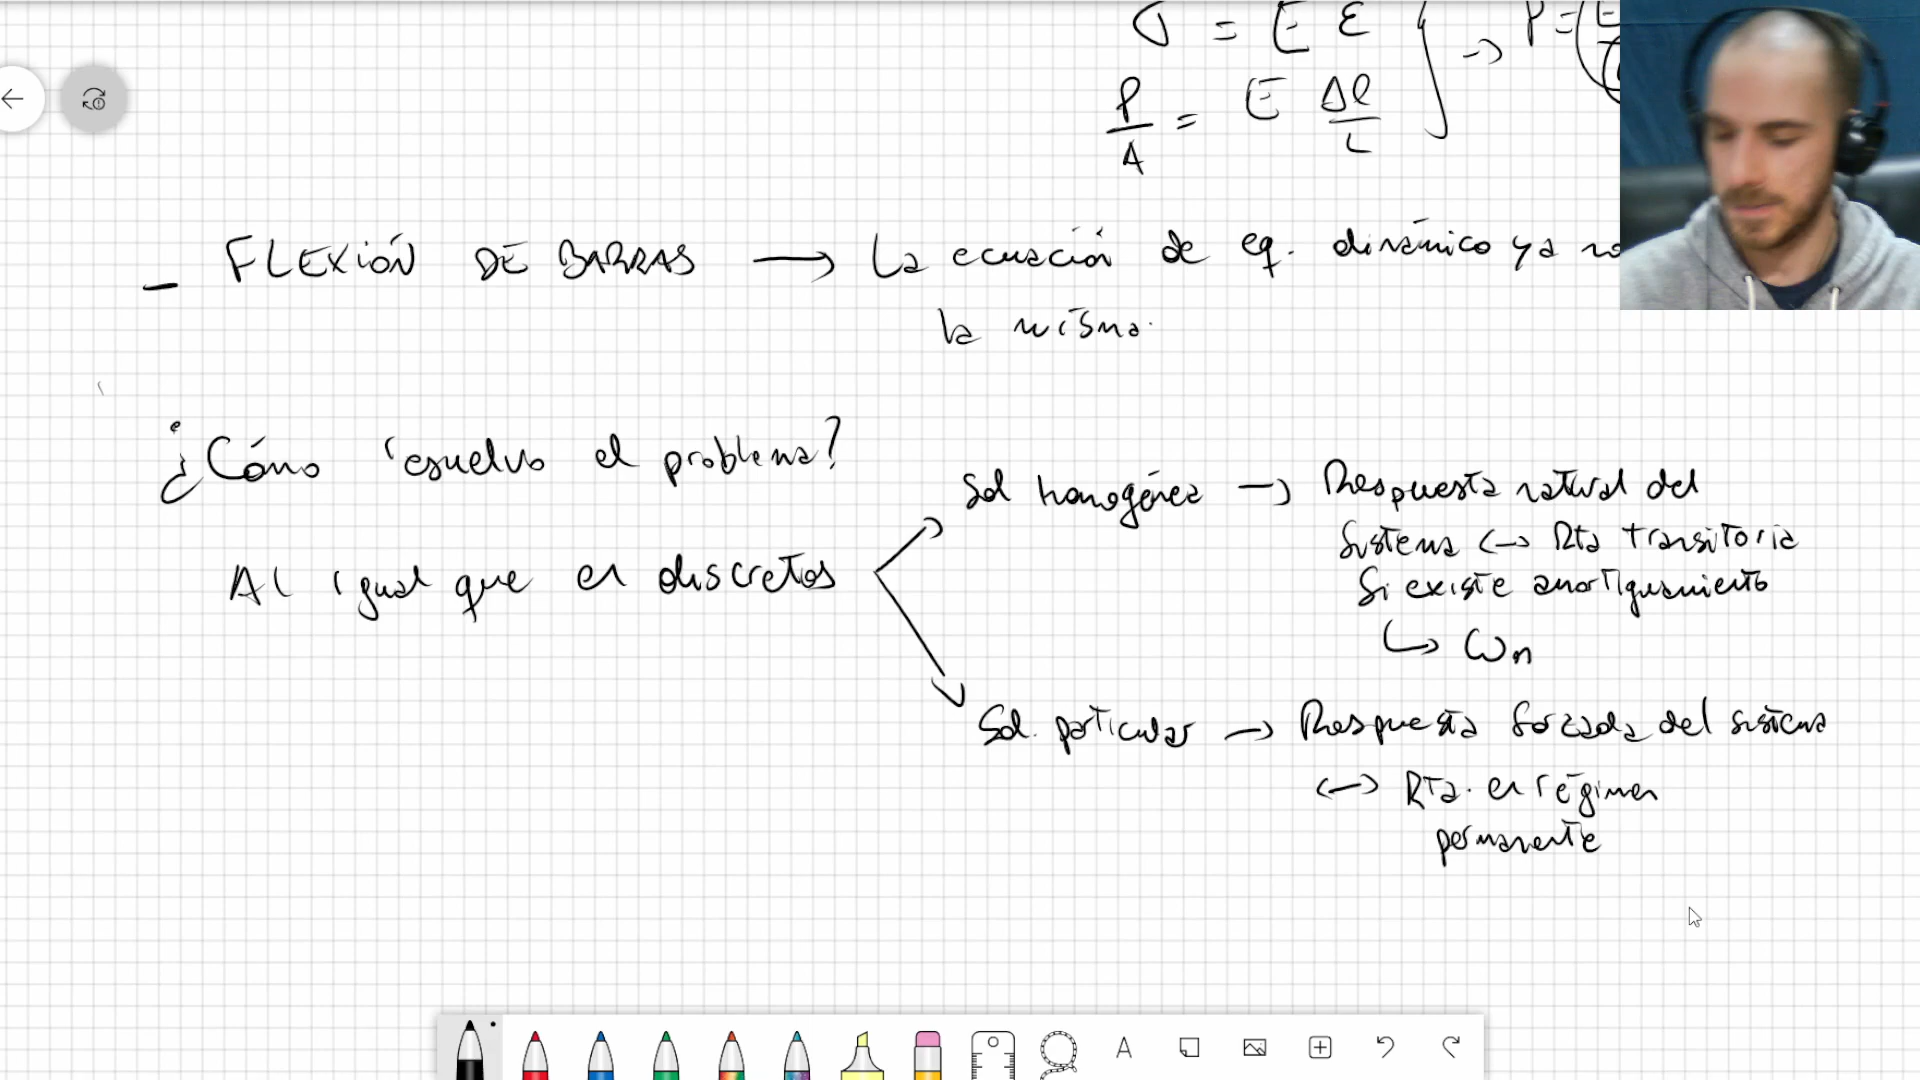 σ = E ε
P/A = E Δl/L
→ P = (E
- FLEXIÓN DE BARRAS → La ecuación de eq. dinámico ya no
la misma.
¿Cómo resuelvo el problema?
Al igual que en discretos
Sol homogénea → Respuesta natural del
sistema ↔ Rta transitoria
Si existe amortiguamiento
↳ ωn
Sol. particular → Respuesta forzada del sistema
↔ Rta. en régimen
permanente
A